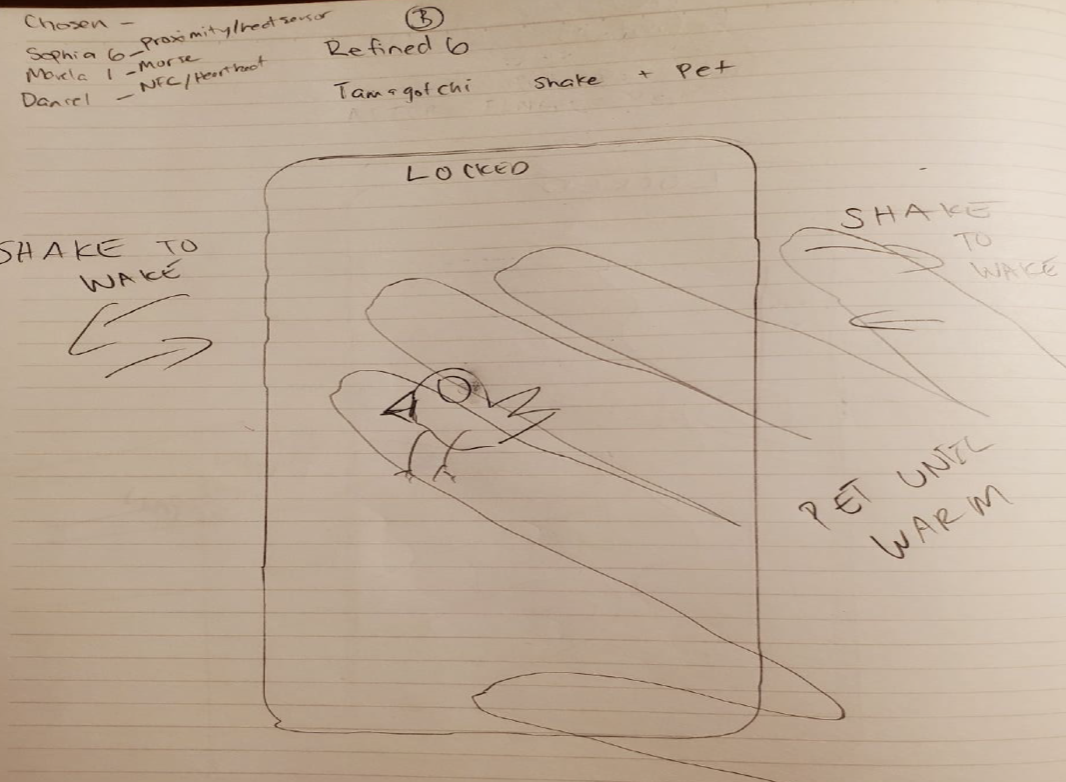 Chosen -
Sophia 6 - Proximity/heat sensor
1 - Morse
Daniel - NFC/Heartbeat
B
Refined 6
Tamagotchi shake + Pet
LOCKED
SHAKE TO
WAKE
SHAKE
TO
WAKE
PET UNTIL
WARM